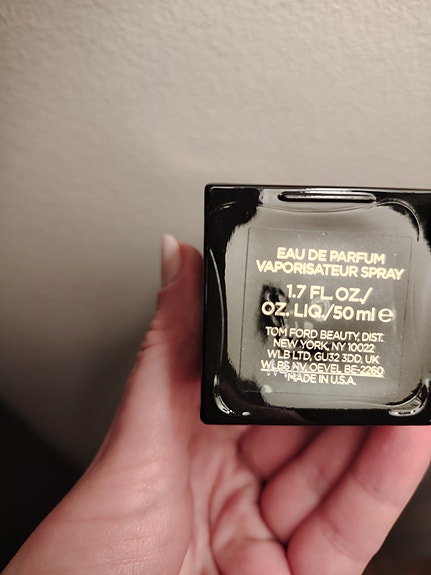 EAU DE PARFUM
VAPORISATEUR SPRAY
1.7 FL. OZ./
OZ. LIQ./50 ml e
TOM FORD BEAUTY, DIST.
NEW YORK, NY 10022
WLB LTD, GU32 3DD, UK
WLBS NV, OEVEL BE-2260
MADE IN U.S.A.